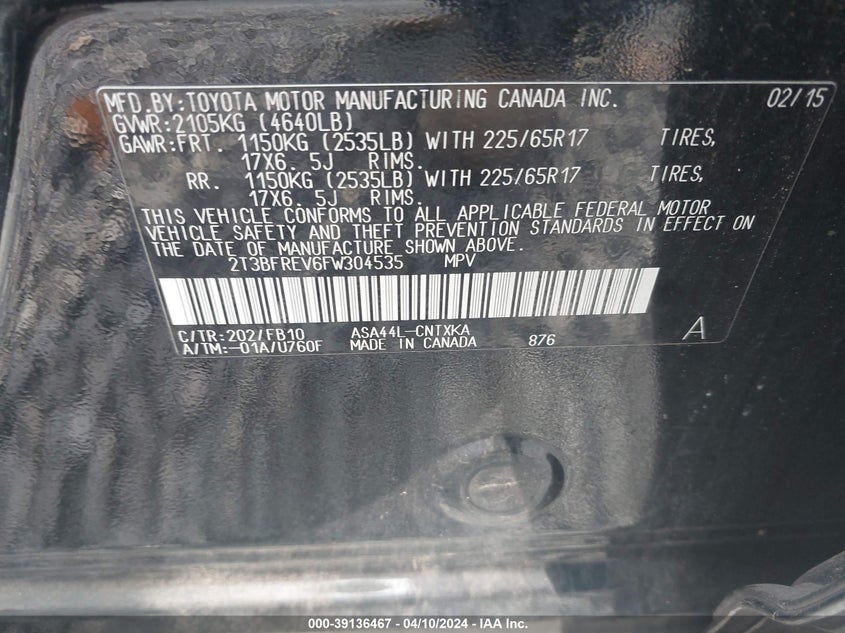 MFD.BY:TOYOTA MOTOR MANUFACTURING CANADA INC. 02/15
GVWR:2105KG (4640LB)
GAWR:FRT. 1150KG (2535LB) WITH 225/65R17 TIRES,
17X6. 5J RIMS.
RR. 1150KG (2535LB) WITH 225/65R17 TIRES,
17X6. 5J RIMS.
THIS VEHICLE CONFORMS TO ALL APPLICABLE FEDERAL MOTOR
VEHICLE SAFETY AND THEFT PREVENTION STANDARDS IN EFFECT ON
THE DATE OF MANUFACTURE SHOWN ABOVE.
2T3BFREV6FW304535 MPV
C/TR:202/FB10 ASA44L-CNTXKA A
A/TM:-01A/U760F MADE IN CANADA 876
000-39136467 - 04/10/2024 - IAA Inc.